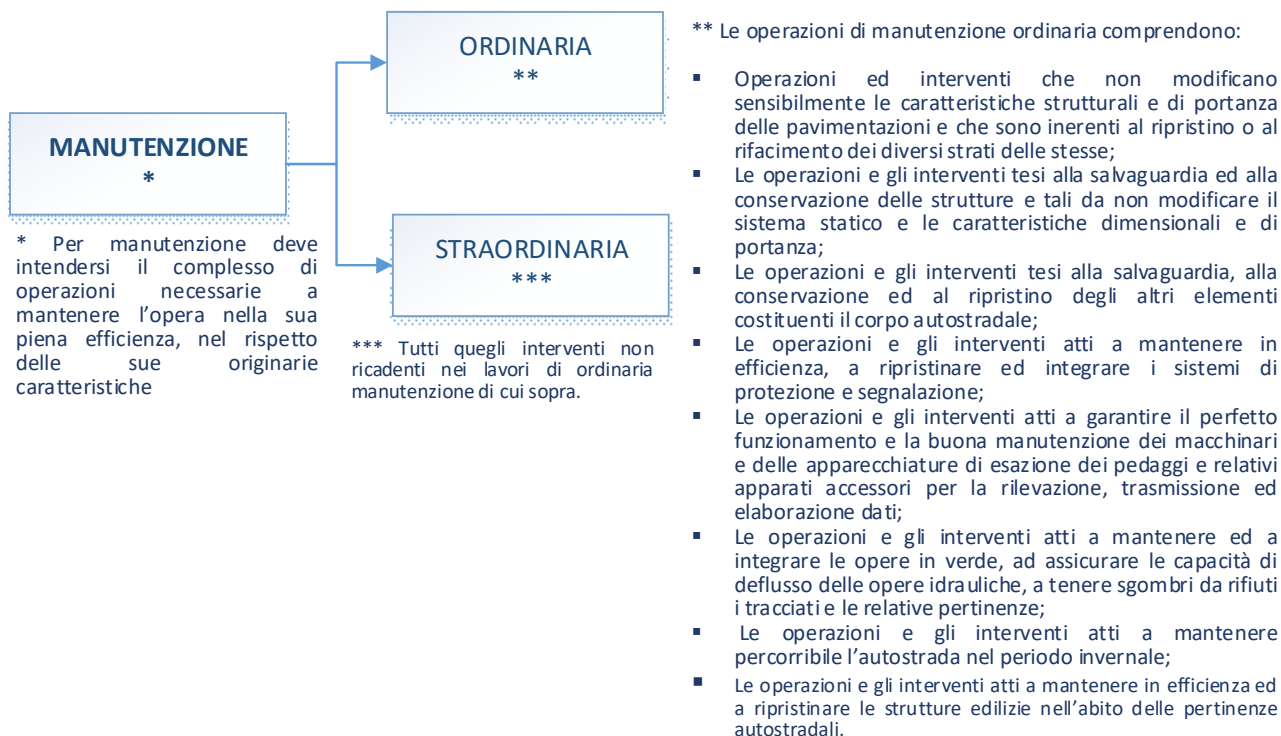 MANUTENZIONE
*
* Per manutenzione deve
intendersi il complesso di
operazioni necessarie a
mantenere l’opera nella sua
piena efficienza, nel rispetto
delle sue originarie
caratteristiche
ORDINARIA
**
STRAORDINARIA
***
*** Tutti quegli interventi non
ricadenti nei lavori di ordinaria
manutenzione di cui sopra.
** Le operazioni di manutenzione ordinaria comprendono:
▪ Operazioni ed interventi che non modificano
sensibilmente le caratteristiche strutturali e di portanza
delle pavimentazioni e che sono inerenti al ripristino o al
rifacimento dei diversi strati delle stesse;
▪ Le operazioni e gli interventi tesi alla salvaguardia ed alla
conservazione delle strutture e tali da non modificare il
sistema statico e le caratteristiche dimensionali e di
portanza;
▪ Le operazioni e gli interventi tesi alla salvaguardia, alla
conservazione ed al ripristino degli altri elementi
costituenti il corpo autostradale;
▪ Le operazioni e gli interventi atti a mantenere in
efficienza, a ripristinare ed integrare i sistemi di
protezione e segnalazione;
▪ Le operazioni e gli interventi atti a garantire il perfetto
funzionamento e la buona manutenzione dei macchinari
e delle apparecchiature di esazione dei pedaggi e relativi
apparati accessori per la rilevazione, trasmissione ed
elaborazione dati;
▪ Le operazioni e gli interventi atti a mantenere ed a
integrare le opere in verde, ad assicurare le capacità di
deflusso delle opere idrauliche, a tenere sgombri da rifiuti
i tracciati e le relative pertinenze;
▪ Le operazioni e gli interventi atti a mantenere
percorribile l’autostrada nel periodo invernale;
▪ Le operazioni e gli interventi atti a mantenere in efficienza ed
a ripristinare le strutture edilizie nell’abito delle pertinenze
autostradali.